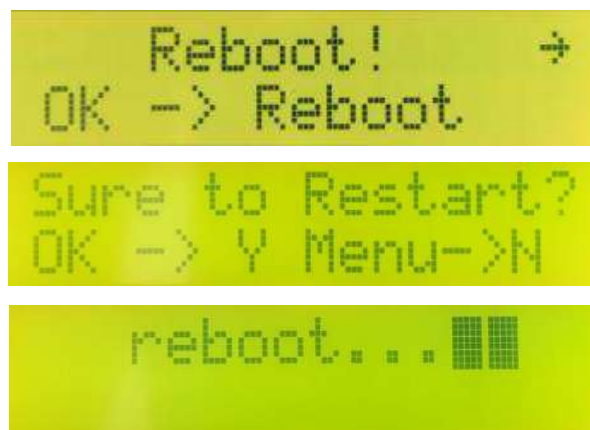 Reboot! →
OK -> Reboot
Sure to Restart?
OK -> Y Menu->N
reboot...██